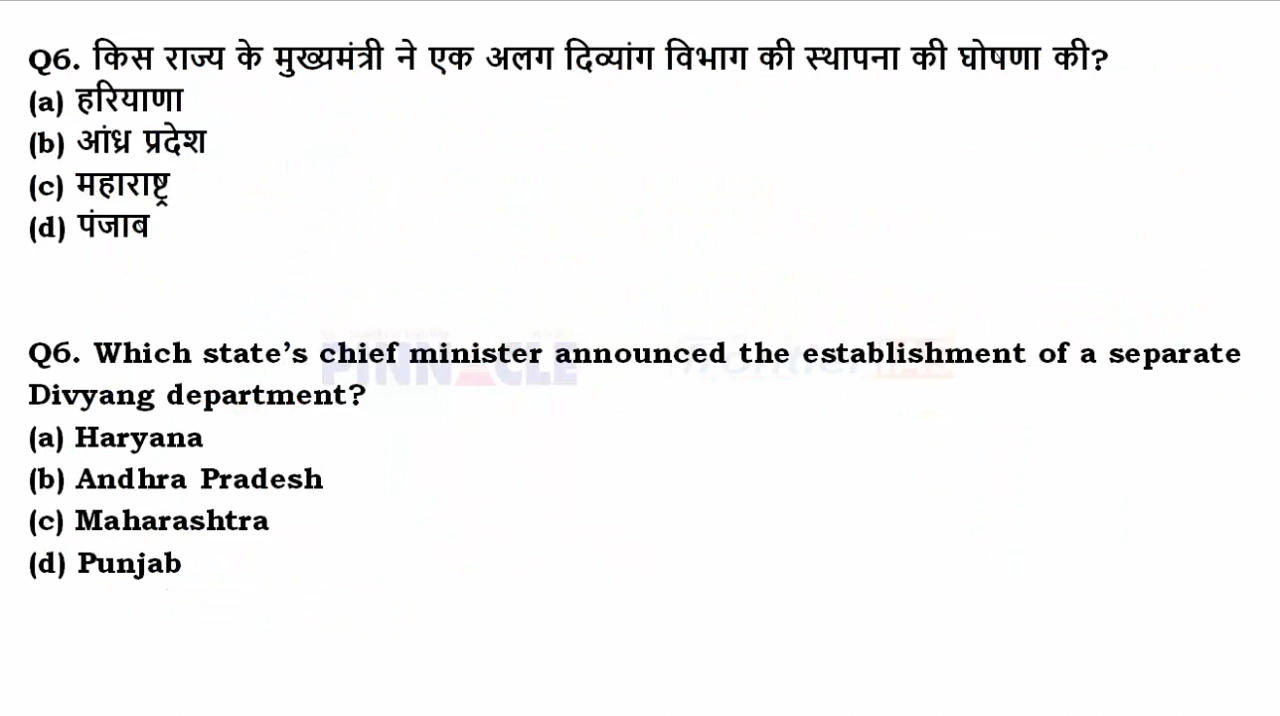 Q6. किस राज्य के मुख्यमंत्री ने एक अलग दिव्यांग विभाग की स्थापना की घोषणा की?
(a) हरियाणा
(b) आंध्र प्रदेश
(c) महाराष्ट्र
(d) पंजाब
Q6. Which state’s chief minister announced the establishment of a separate
Divyang department?
(a) Haryana
(b) Andhra Pradesh
(c) Maharashtra
(d) Punjab
PINNACLE